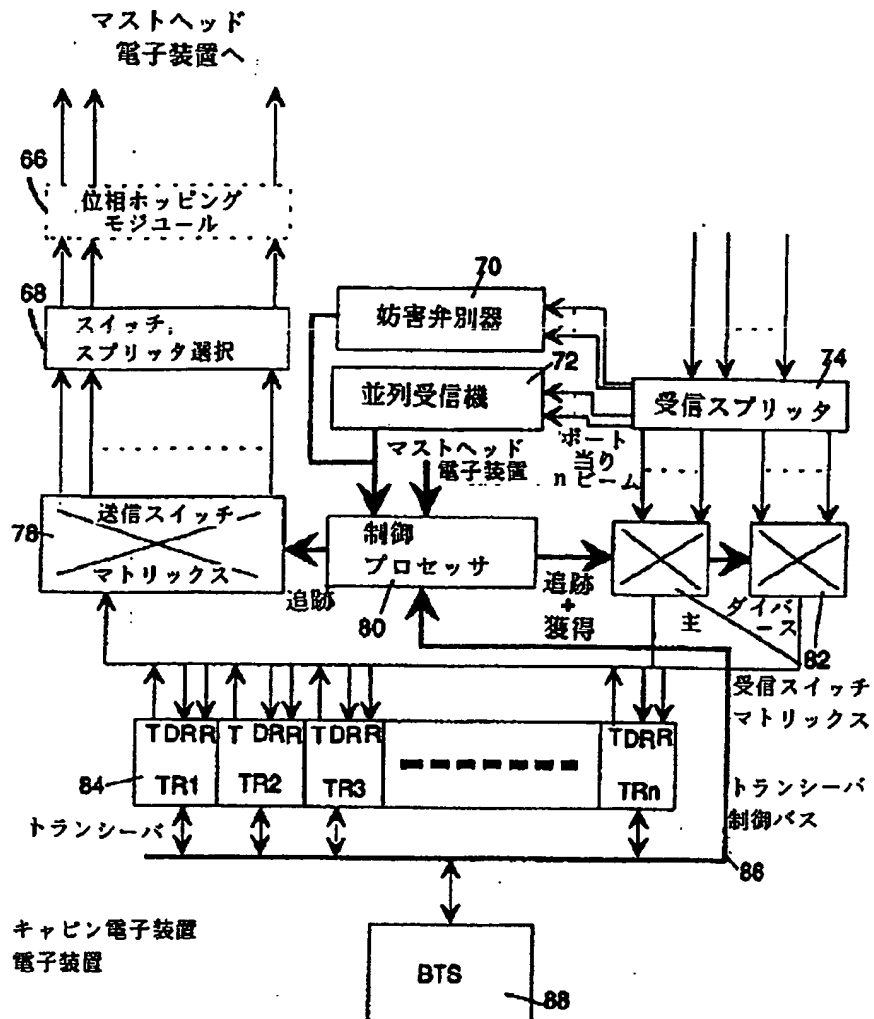 マストヘッド
電子装置へ
66
位相ホッピング
モジュール
68
スイッチ,
スプリッタ選択
70
妨害弁別器
72
並列受信機
74
受信スプリッタ
マストヘッド
電子装置
ポート
当り
nビーム
78
送信スイッチ
マトリックス
制御
プロセッサ
80
追跡
追跡
+
獲得
主
ダイバ
ース
82
受信スイッチ
マトリックス
T DR R T DR R T DR R T DR R
84
TR1 TR2 TR3 TRn
トランシーバ
トランシーバ
制御バス
86
キャビン電子装置
電子装置
BTS
88